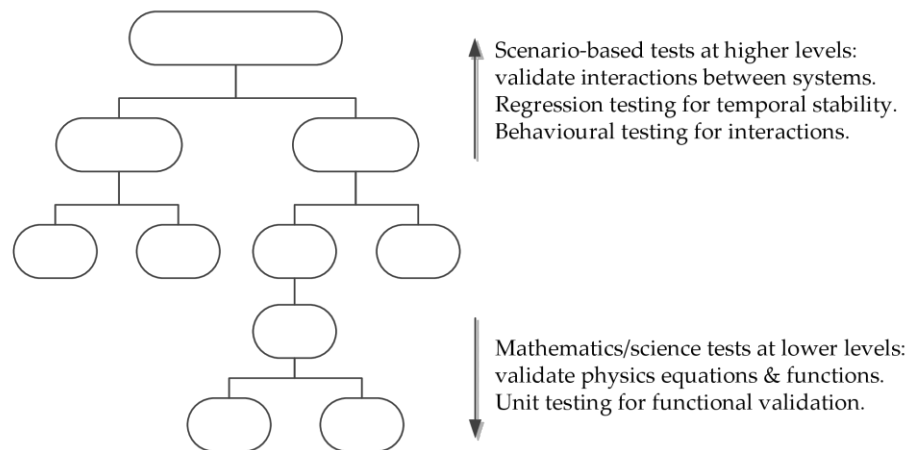 Scenario-based tests at higher levels:
validate interactions between systems.
Regression testing for temporal stability.
Behavioural testing for interactions.
Mathematics/science tests at lower levels:
validate physics equations & functions.
Unit testing for functional validation.